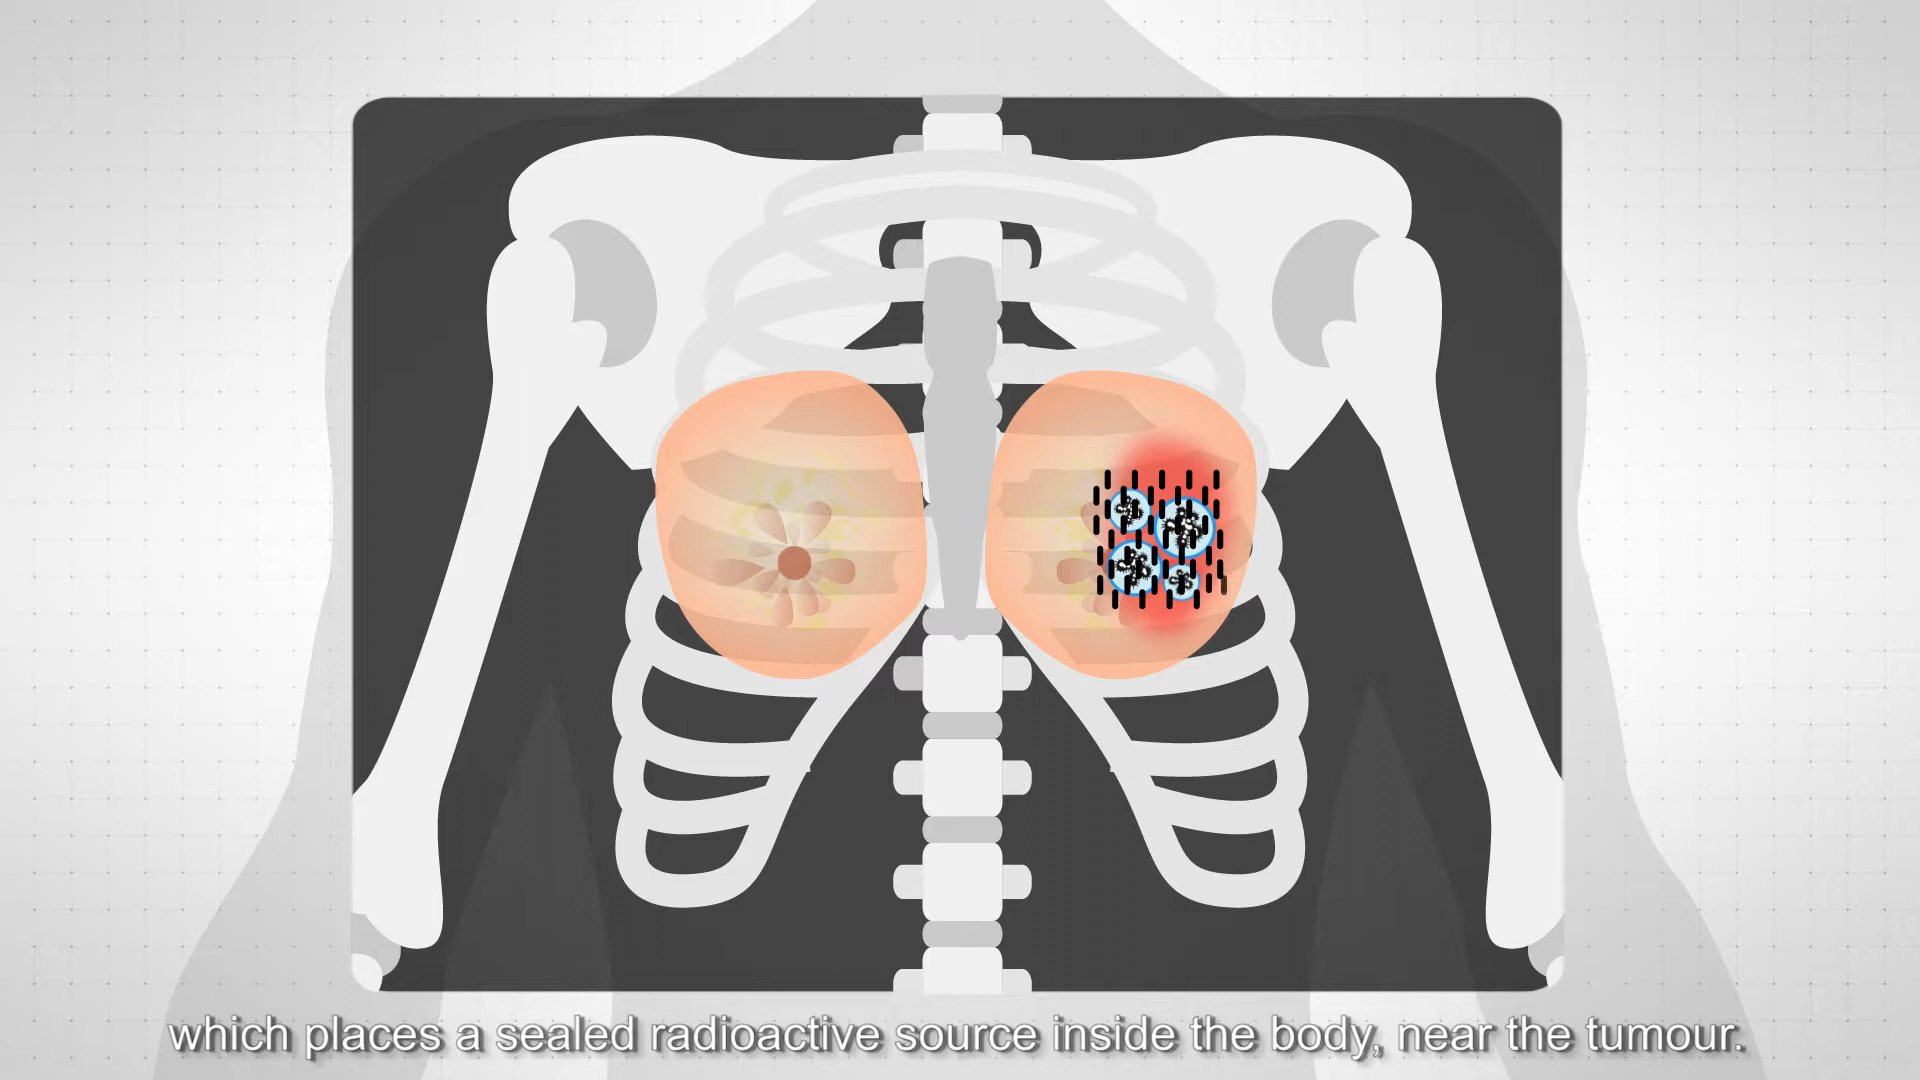 which places a sealed radioactive source inside the body, near the tumour.